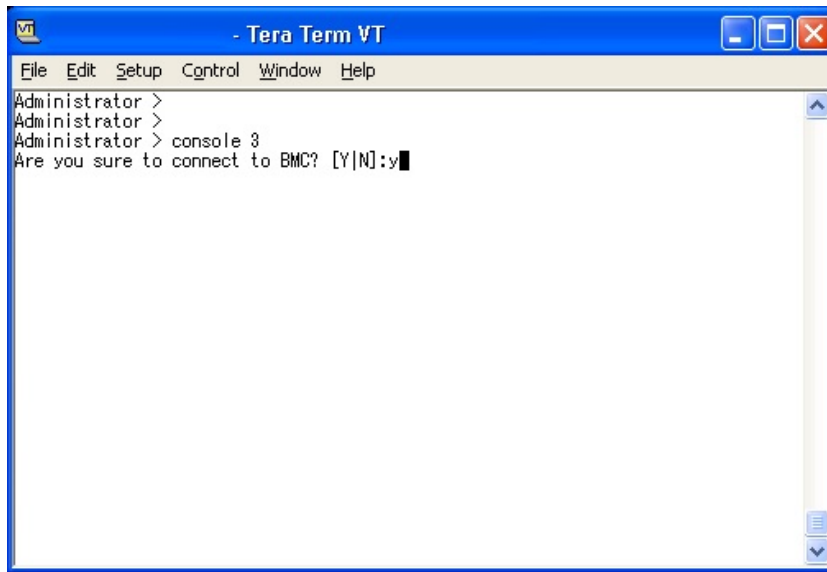 - Tera Term VT
File Edit Setup Control Window Help
Administrator >
Administrator >
Administrator > console 3
Are you sure to connect to BMC? [Y|N]:y